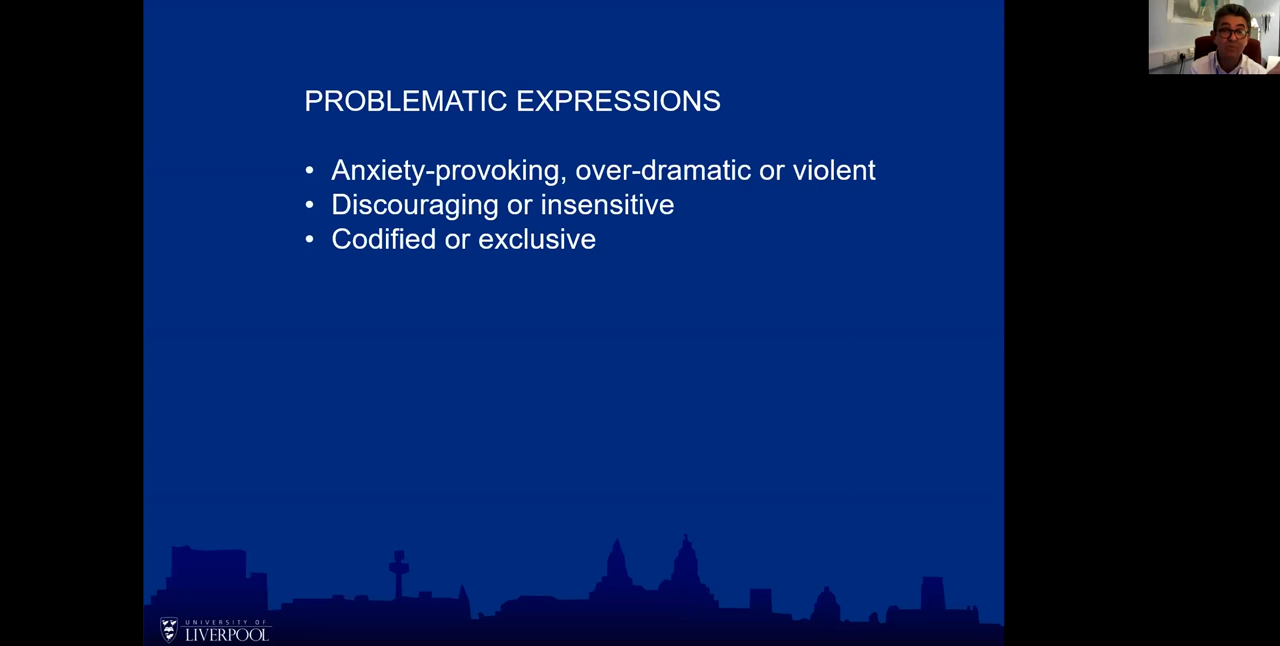 PROBLEMATIC EXPRESSIONS
• Anxiety-provoking, over-dramatic or violent
• Discouraging or insensitive
• Codified or exclusive
UNIVERSITY OF
LIVERPOOL